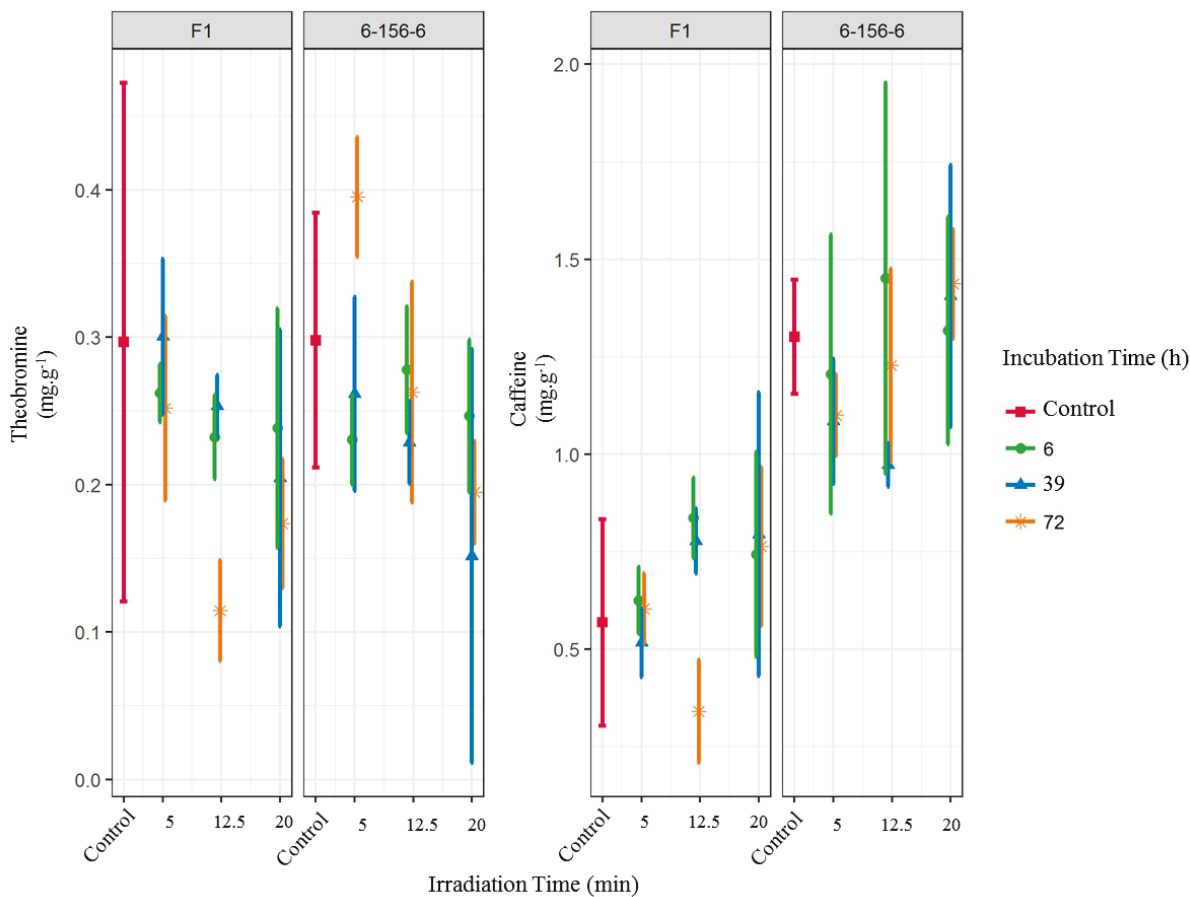 F1
6-156-6
F1
6-156-6
Theobromine
(mg.g-1)
0.4
0.3
0.2
0.1
0.0
Control
5
12.5
20
Control
5
12.5
20
Caffeine
(mg.g-1)
2.0
1.5
1.0
0.5
Control
5
12.5
20
Control
5
12.5
20
Irradiation Time (min)
Incubation Time (h)
Control
6
39
72